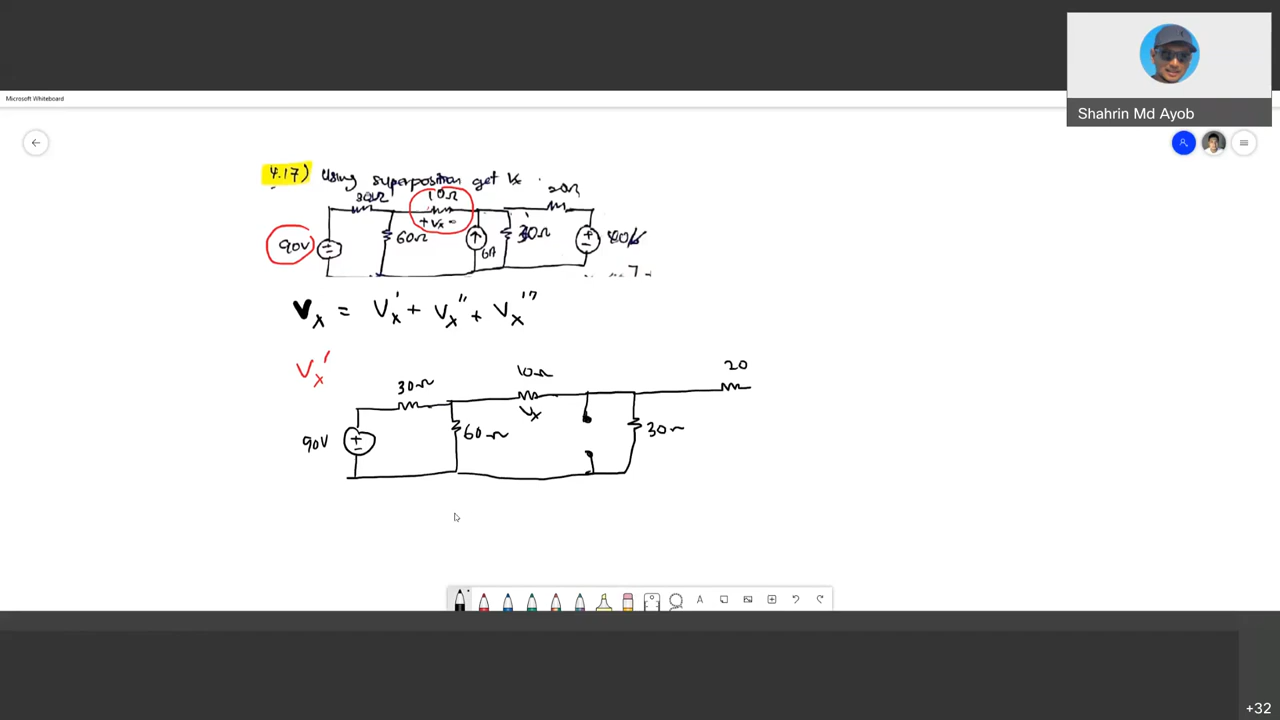 Shahrin Md Ayob
Microsoft Whiteboard
4.17) Using superposition get Vx
30Ω 10Ω 20Ω
+ Vx -
90V 60Ω 6A 30Ω
Vx = Vx' + Vx'' + Vx'''
Vx'
30Ω 10Ω 20
Vx
90V 60Ω 30Ω
A
+32